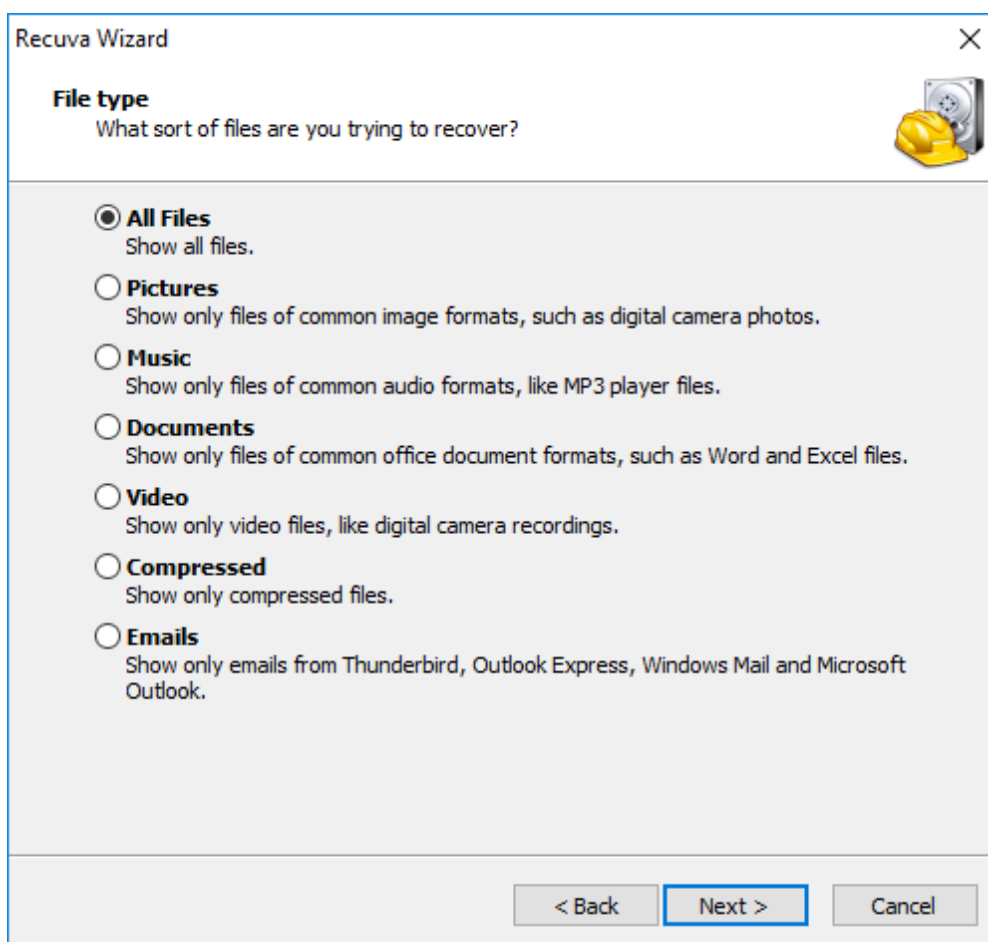 Recuva Wizard
File type
What sort of files are you trying to recover?
All Files
Show all files.
Pictures
Show only files of common image formats, such as digital camera photos.
Music
Show only files of common audio formats, like MP3 player files.
Documents
Show only files of common office document formats, such as Word and Excel files.
Video
Show only video files, like digital camera recordings.
Compressed
Show only compressed files.
Emails
Show only emails from Thunderbird, Outlook Express, Windows Mail and Microsoft
Outlook.
< Back Next > Cancel